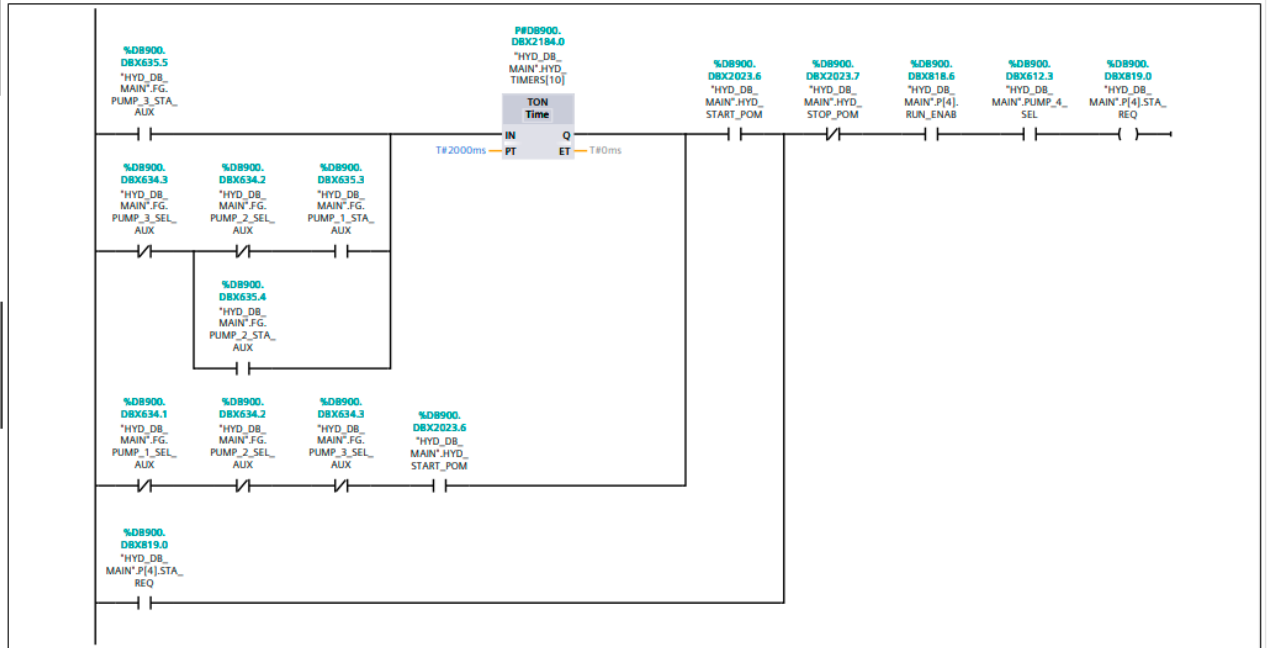 %DB900.
DBX635.5
"HYD_DB_
MAIN".FG.
PUMP_3_STA_
AUX
P#DB900.
DBX2184.0
"HYD_DB_
MAIN".HYD_
TIMERS[10]
TON
Time
IN
Q
T#2000ms
PT
ET
T#0ms
%DB900.
DBX2023.6
"HYD_DB_
MAIN".HYD_
START_POM
%DB900.
DBX2023.7
"HYD_DB_
MAIN".HYD_
STOP_POM
%DB900.
DBX818.6
"HYD_DB_
MAIN".P[4].
RUN_ENAB
%DB900.
DBX612.3
"HYD_DB_
MAIN".PUMP_4_
SEL
%DB900.
DBX819.0
"HYD_DB_
MAIN".P[4].STA_
REQ
%DB900.
DBX634.3
"HYD_DB_
MAIN".FG.
PUMP_3_SEL_
AUX
%DB900.
DBX634.2
"HYD_DB_
MAIN".FG.
PUMP_2_SEL_
AUX
%DB900.
DBX635.3
"HYD_DB_
MAIN".FG.
PUMP_1_STA_
AUX
%DB900.
DBX635.4
"HYD_DB_
MAIN".FG.
PUMP_2_STA_
AUX
%DB900.
DBX634.1
"HYD_DB_
MAIN".FG.
PUMP_1_SEL_
AUX
%DB900.
DBX634.2
"HYD_DB_
MAIN".FG.
PUMP_2_SEL_
AUX
%DB900.
DBX634.3
"HYD_DB_
MAIN".FG.
PUMP_3_SEL_
AUX
%DB900.
DBX2023.6
"HYD_DB_
MAIN".HYD_
START_POM
%DB900.
DBX819.0
"HYD_DB_
MAIN".P[4].STA_
REQ